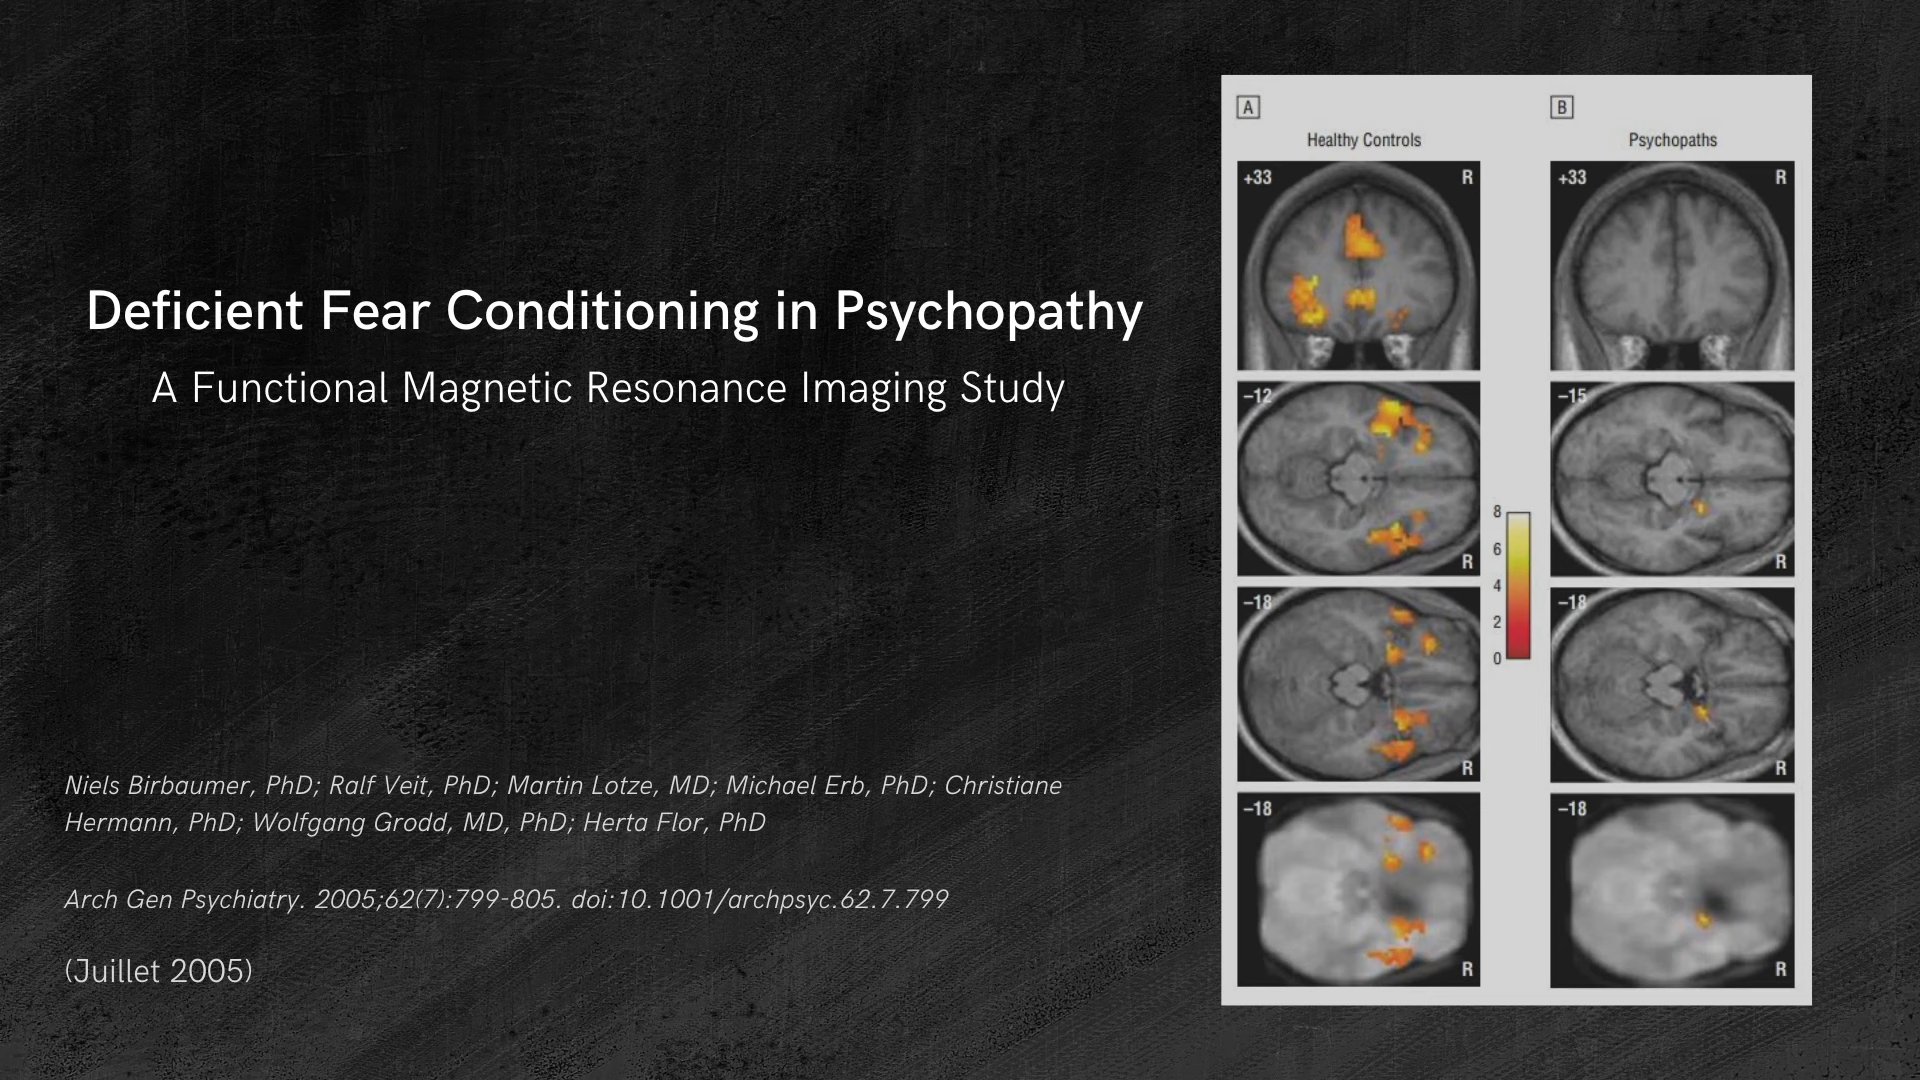 Deficient Fear Conditioning in Psychopathy
A Functional Magnetic Resonance Imaging Study
Niels Birbaumer, PhD; Ralf Veit, PhD; Martin Lotze, MD; Michael Erb, PhD; Christiane
Hermann, PhD; Wolfgang Grodd, MD, PhD; Herta Flor, PhD
Arch Gen Psychiatry. 2005;62(7):799-805. doi:10.1001/archpsyc.62.7.799
(Juillet 2005)
A
Healthy Controls
+33 R
−12
R
−18
R
−18
R
8
6
4
2
0
B
Psychopaths
+33 R
−15
R
−18
R
−18
R